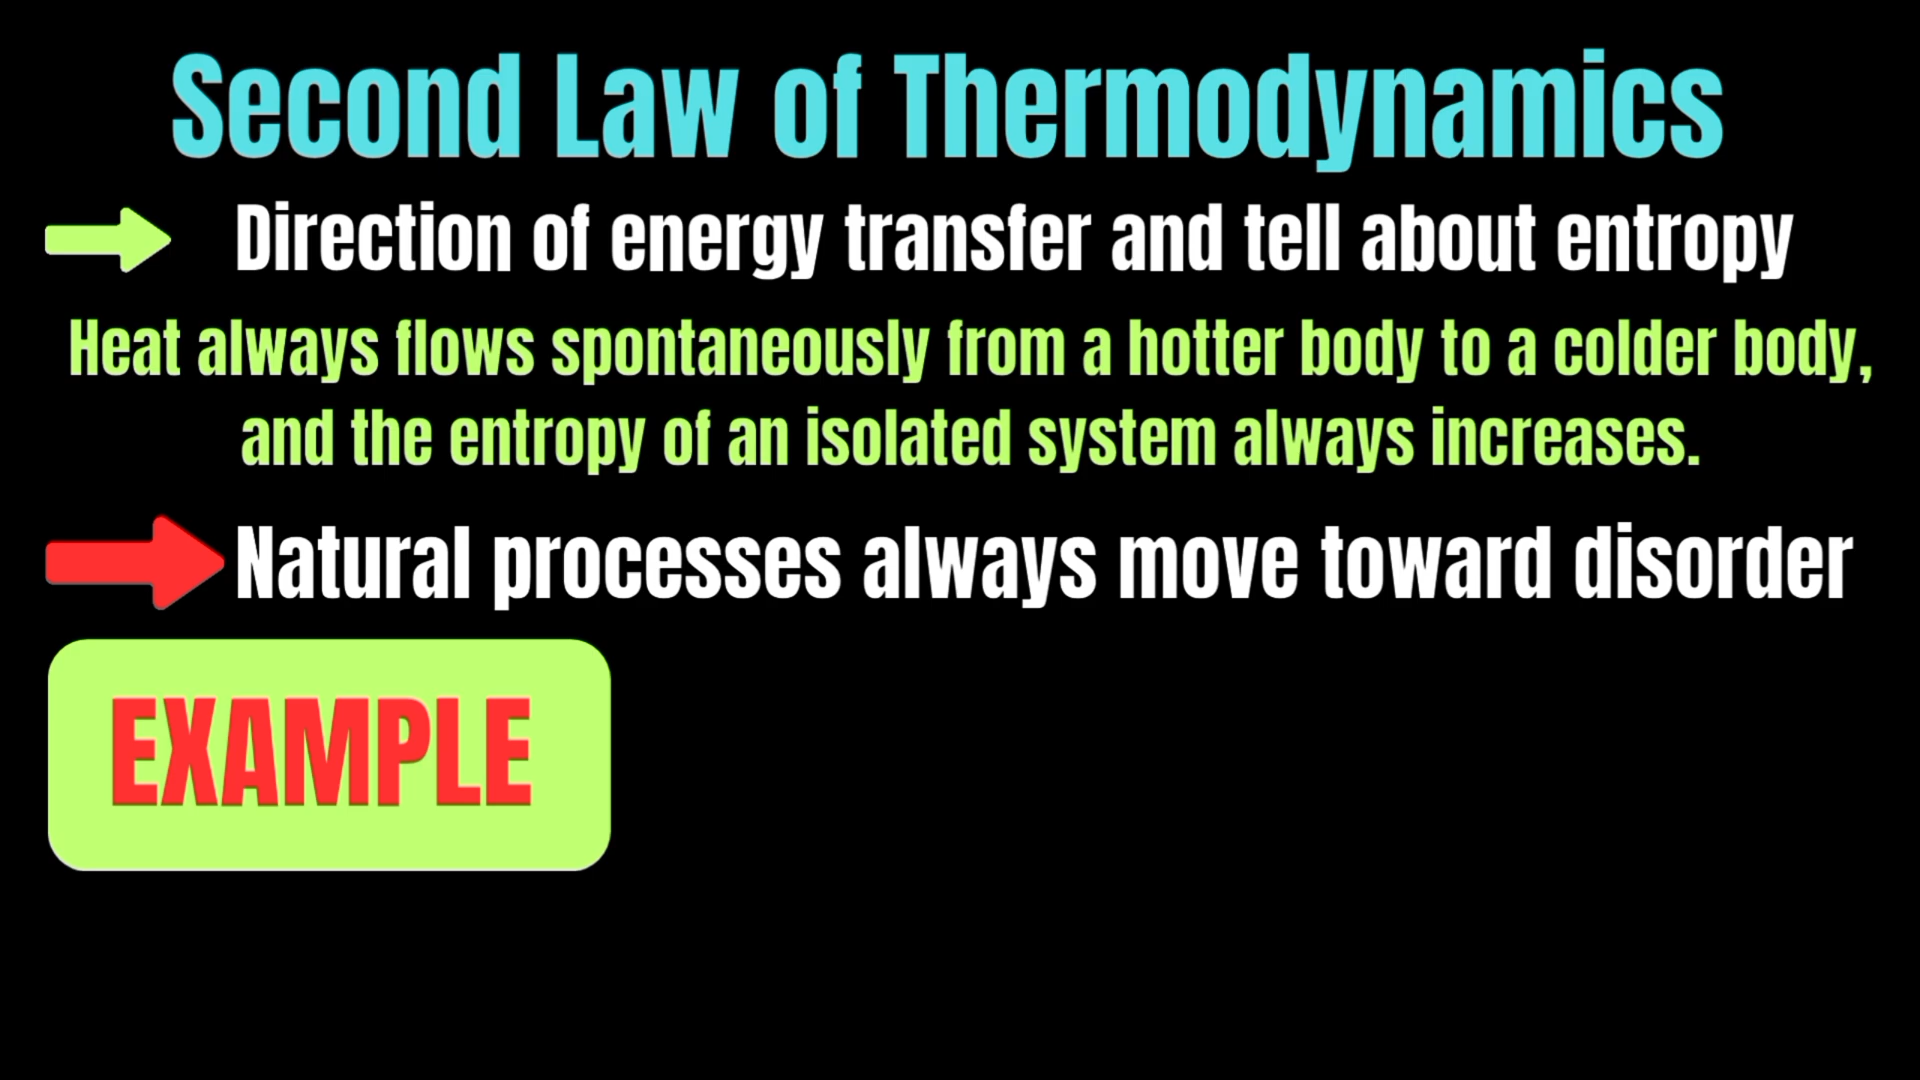 Second Law of Thermodynamics
Direction of energy transfer and tell about entropy
Heat always flows spontaneously from a hotter body to a colder body,
and the entropy of an isolated system always increases.
Natural processes always move toward disorder
EXAMPLE